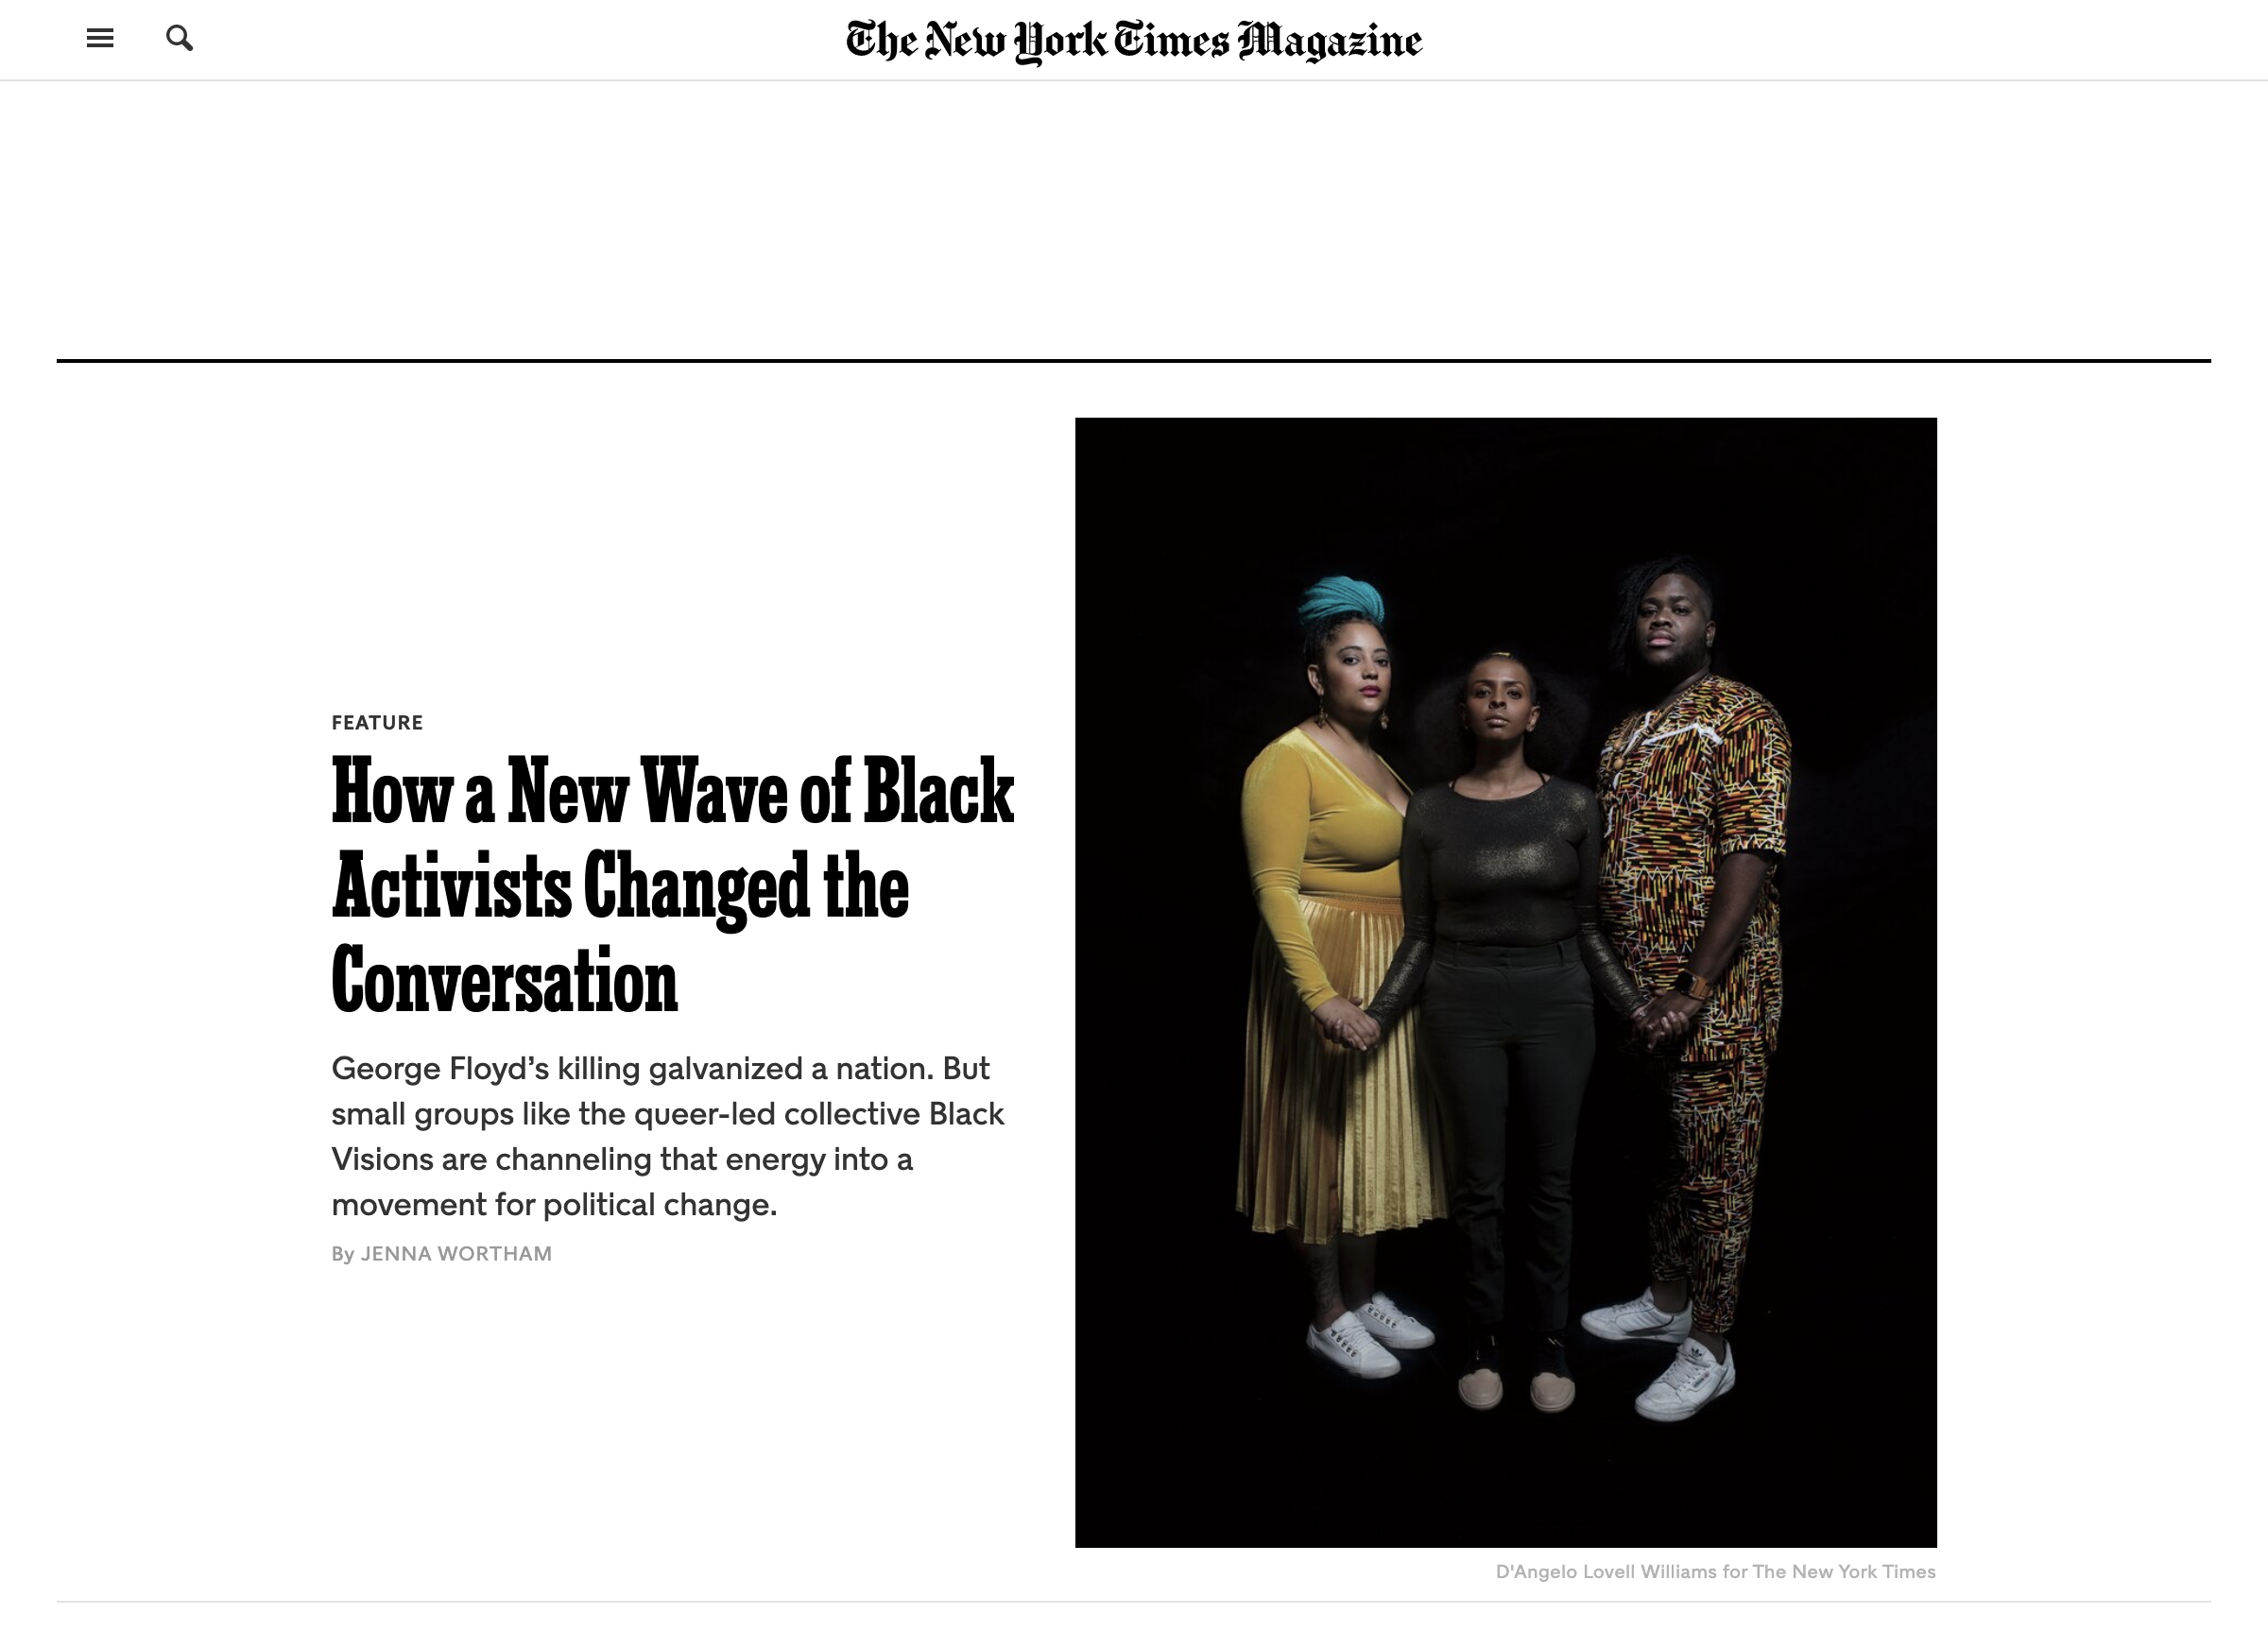 The New York Times Magazine
FEATURE
How a New Wave of Black
Activists Changed the
Conversation
George Floyd’s killing galvanized a nation. But
small groups like the queer-led collective Black
Visions are channeling that energy into a
movement for political change.
By JENNA WORTHAM
D'Angelo Lovell Williams for The New York Times